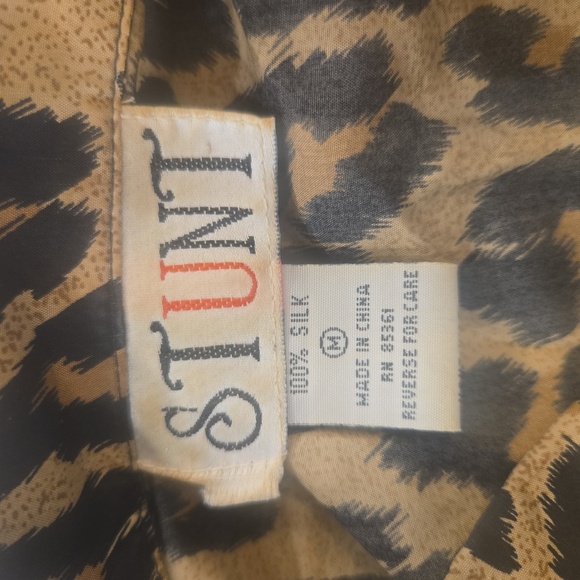 STUNT
100% SILK
M
MADE IN CHINA
RN 85361
REVERSE FOR CARE